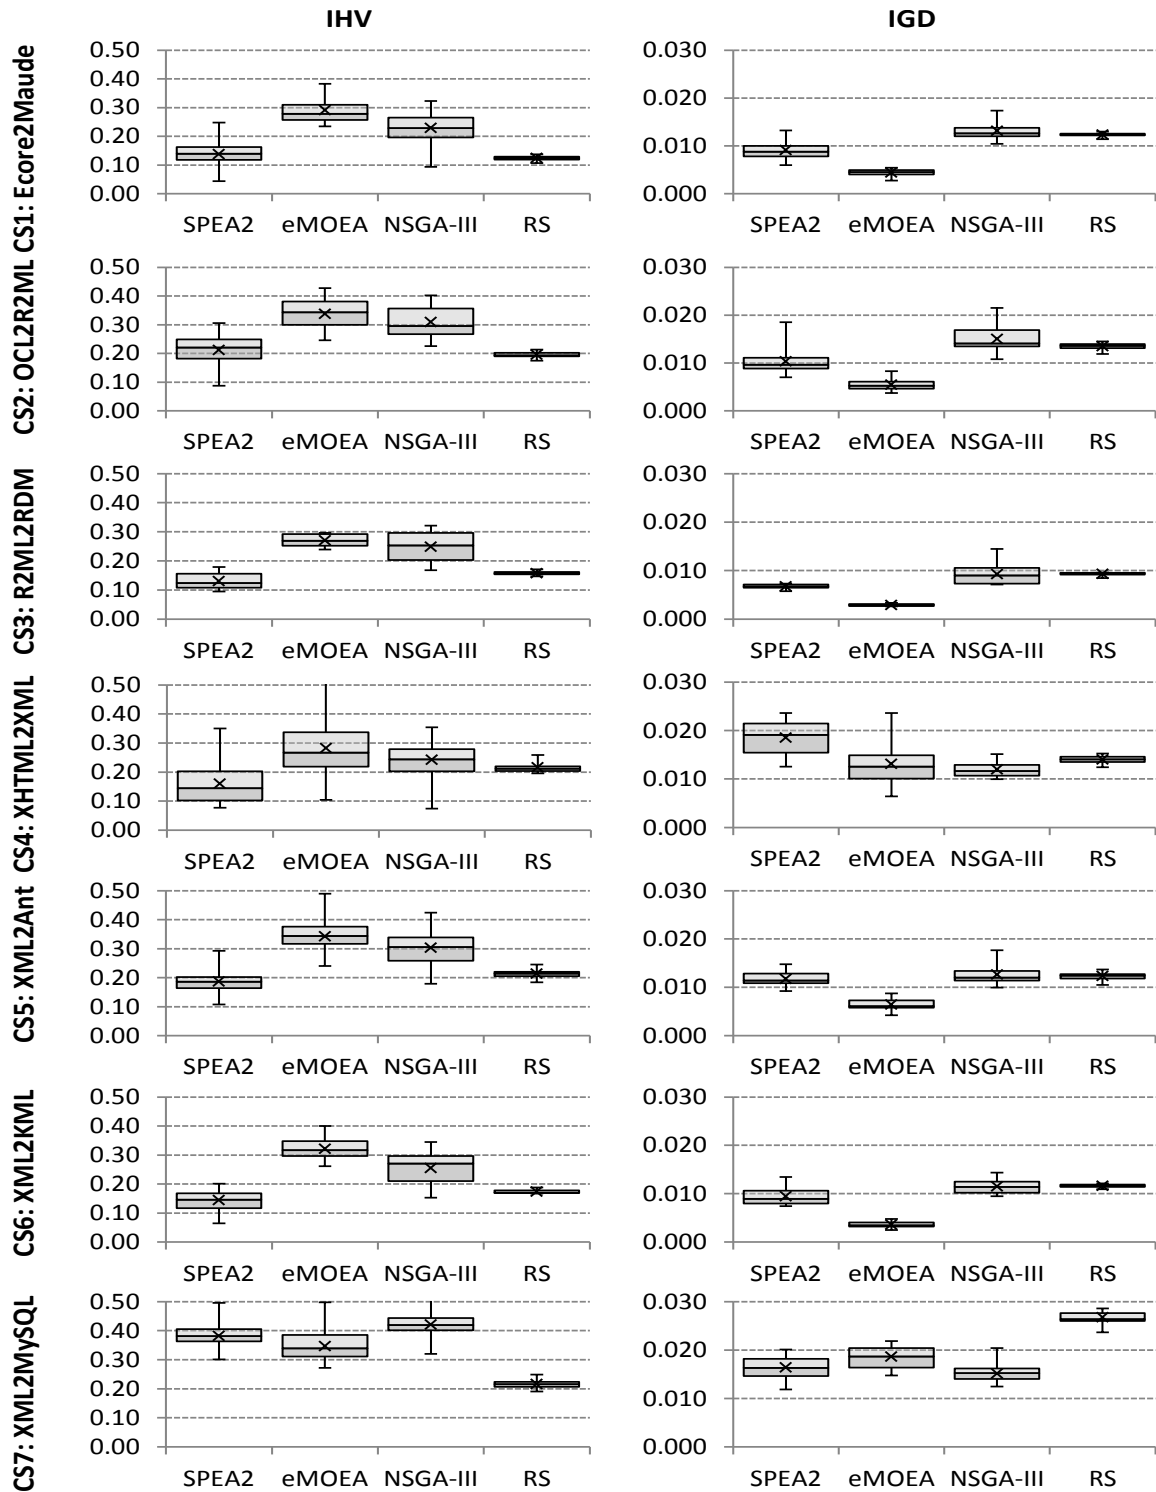 IHV IGD
CS1: Ecore2Maude
0.50 0.030
0.40
0.30 0.020
0.20 0.010
0.10
0.00 0.000
SPEA2 eMOEA NSGA-III RS SPEA2 eMOEA NSGA-III RS
CS2: OCL2R2ML
0.50 0.030
0.40
0.30 0.020
0.20 0.010
0.10
0.00 0.000
SPEA2 eMOEA NSGA-III RS SPEA2 eMOEA NSGA-III RS
CS3: R2ML2RDM
0.50 0.030
0.40
0.30 0.020
0.20 0.010
0.10
0.00 0.000
SPEA2 eMOEA NSGA-III RS SPEA2 eMOEA NSGA-III RS
CS4: XHTML2XML
0.50 0.030
0.40
0.30 0.020
0.20 0.010
0.10
0.00 0.000
SPEA2 eMOEA NSGA-III RS SPEA2 eMOEA NSGA-III RS
CS5: XML2Ant
0.50 0.030
0.40
0.30 0.020
0.20 0.010
0.10
0.00 0.000
SPEA2 eMOEA NSGA-III RS SPEA2 eMOEA NSGA-III RS
CS6: XML2KML
0.50 0.030
0.40
0.30 0.020
0.20 0.010
0.10
0.00 0.000
SPEA2 eMOEA NSGA-III RS SPEA2 eMOEA NSGA-III RS
CS7: XML2MySQL
0.50 0.030
0.40
0.30 0.020
0.20 0.010
0.10
0.00 0.000
SPEA2 eMOEA NSGA-III RS SPEA2 eMOEA NSGA-III RS